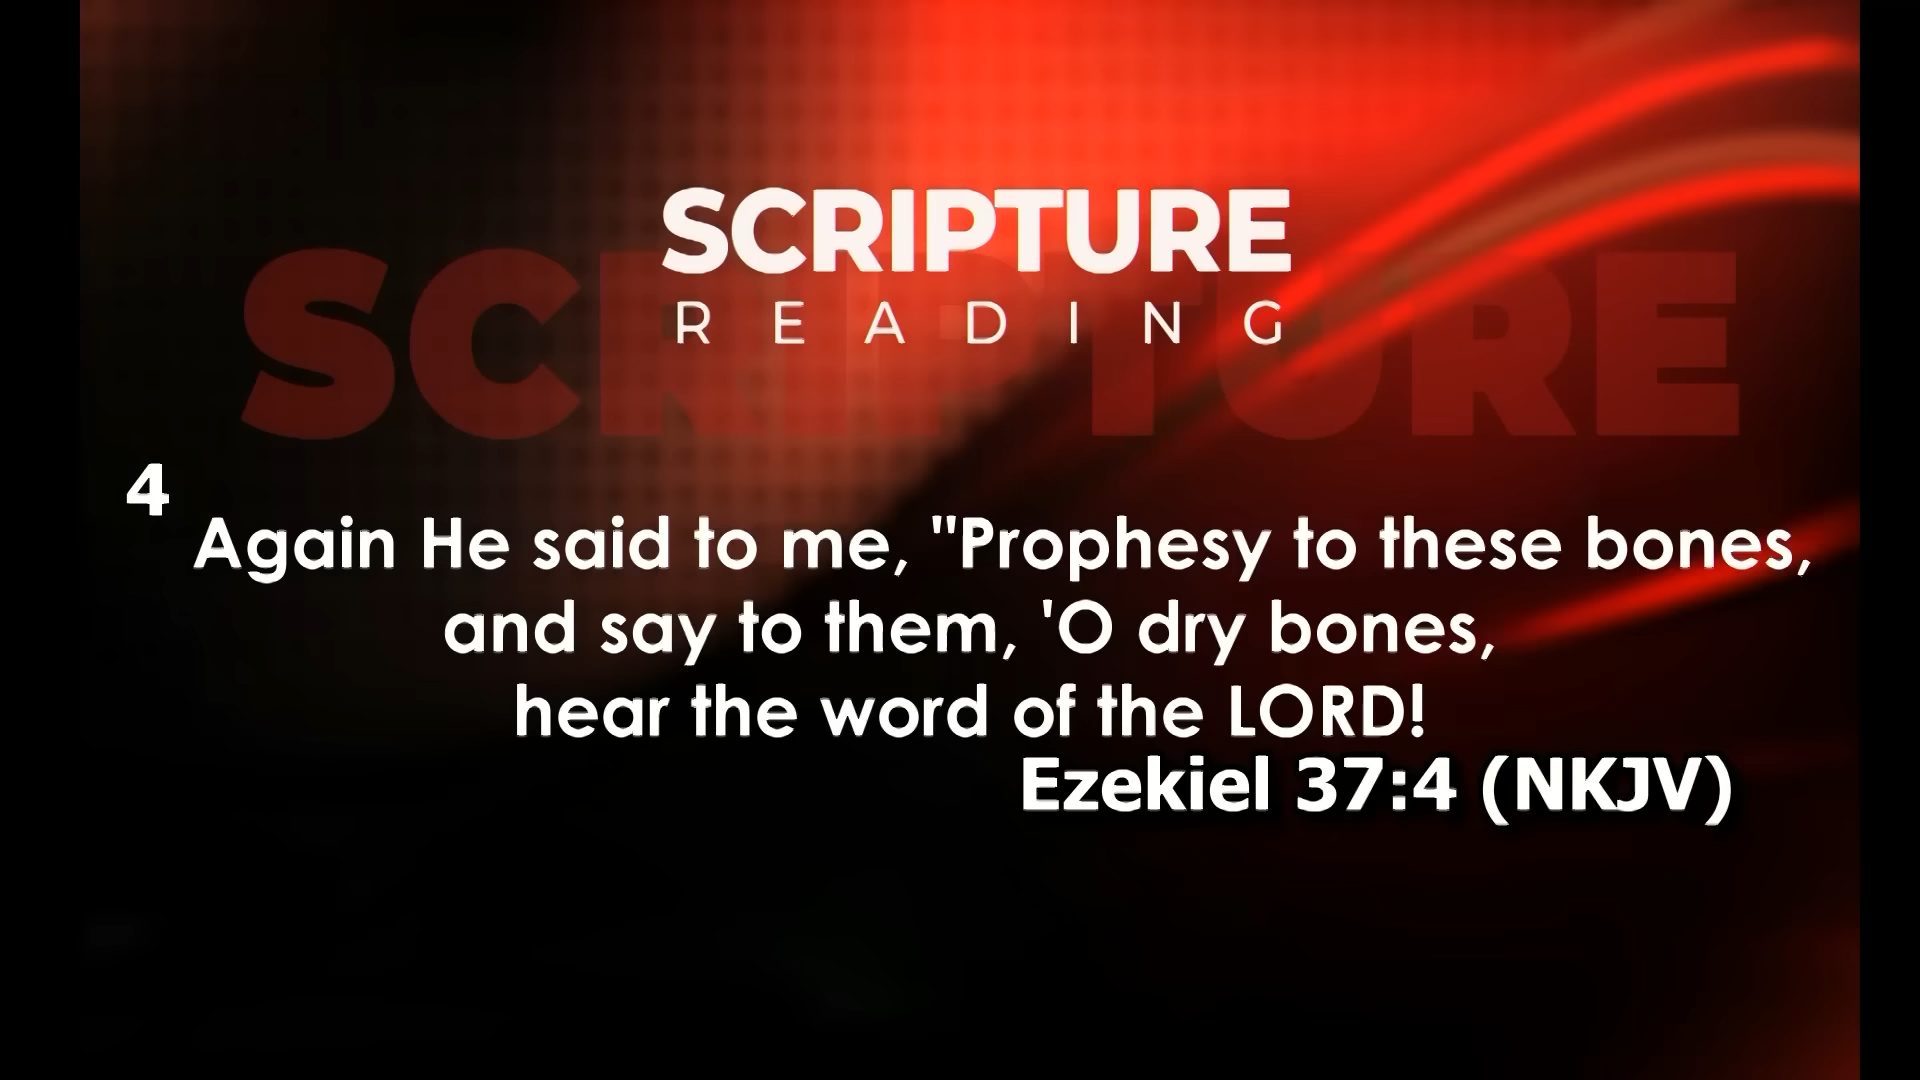 SCRIPTURE
READING
SCRIPTURE
4
Again He said to me, "Prophesy to these bones,
and say to them, 'O dry bones,
hear the word of the LORD!
Ezekiel 37:4 (NKJV)